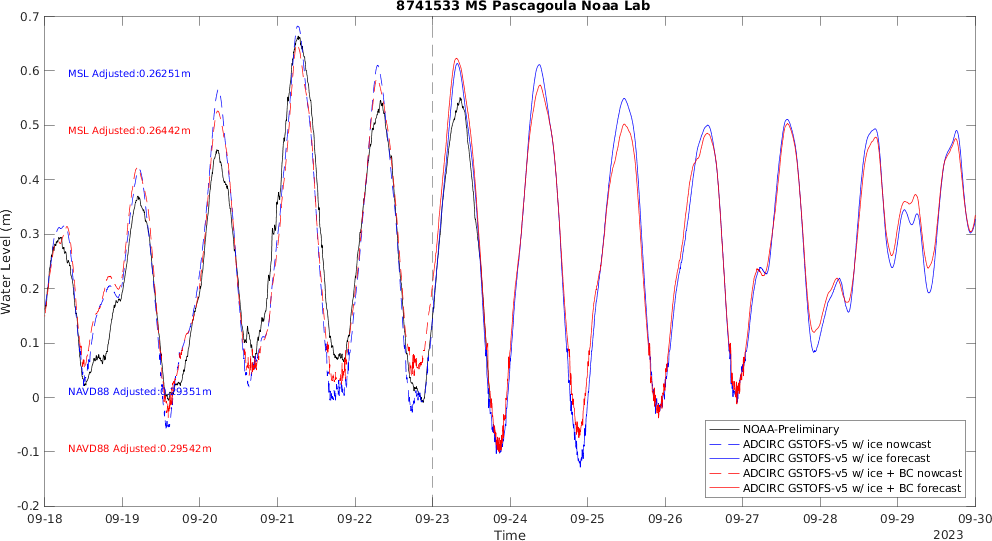 8741533 MS Pascagoula Noaa Lab
Water Level (m)
0.7
0.6
0.5
0.4
0.3
0.2
0.1
0
-0.1
-0.2
MSL Adjusted:0.26251m
MSL Adjusted:0.26442m
NAVD88 Adjusted:0.29351m
NAVD88 Adjusted:0.29542m
NOAA-Preliminary
ADCIRC GSTOFS-v5 w/ ice nowcast
ADCIRC GSTOFS-v5 w/ ice forecast
ADCIRC GSTOFS-v5 w/ ice + BC nowcast
ADCIRC GSTOFS-v5 w/ ice + BC forecast
09-18 09-19 09-20 09-21 09-22 09-23 09-24 09-25 09-26 09-27 09-28 09-29 09-30
Time
2023